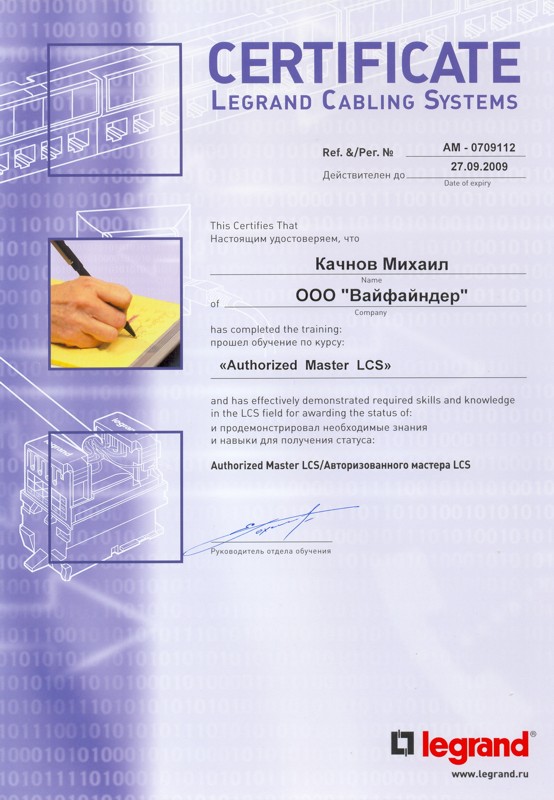 CERTIFICATE
LEGRAND CABLING SYSTEMS
Ref. &/Per. № AM - 0709112
Действителен до 27.09.2009
Date of expiry
This Certifies That
Настоящим удостоверяем, что
Качнов Михаил
Name
of ООО "Вайфайндер"
Company
has completed the training:
прошел обучение по курсу:
«Authorized Master LCS»
and has effectively demonstrated required skills and knowledge
in the LCS field for awarding the status of:
и продемонстрировал необходимые знания
и навыки для получения статуса:
Authorized Master LCS/Авторизованного мастера LCS
Руководитель отдела обучения
legrand®
www.legrand.ru